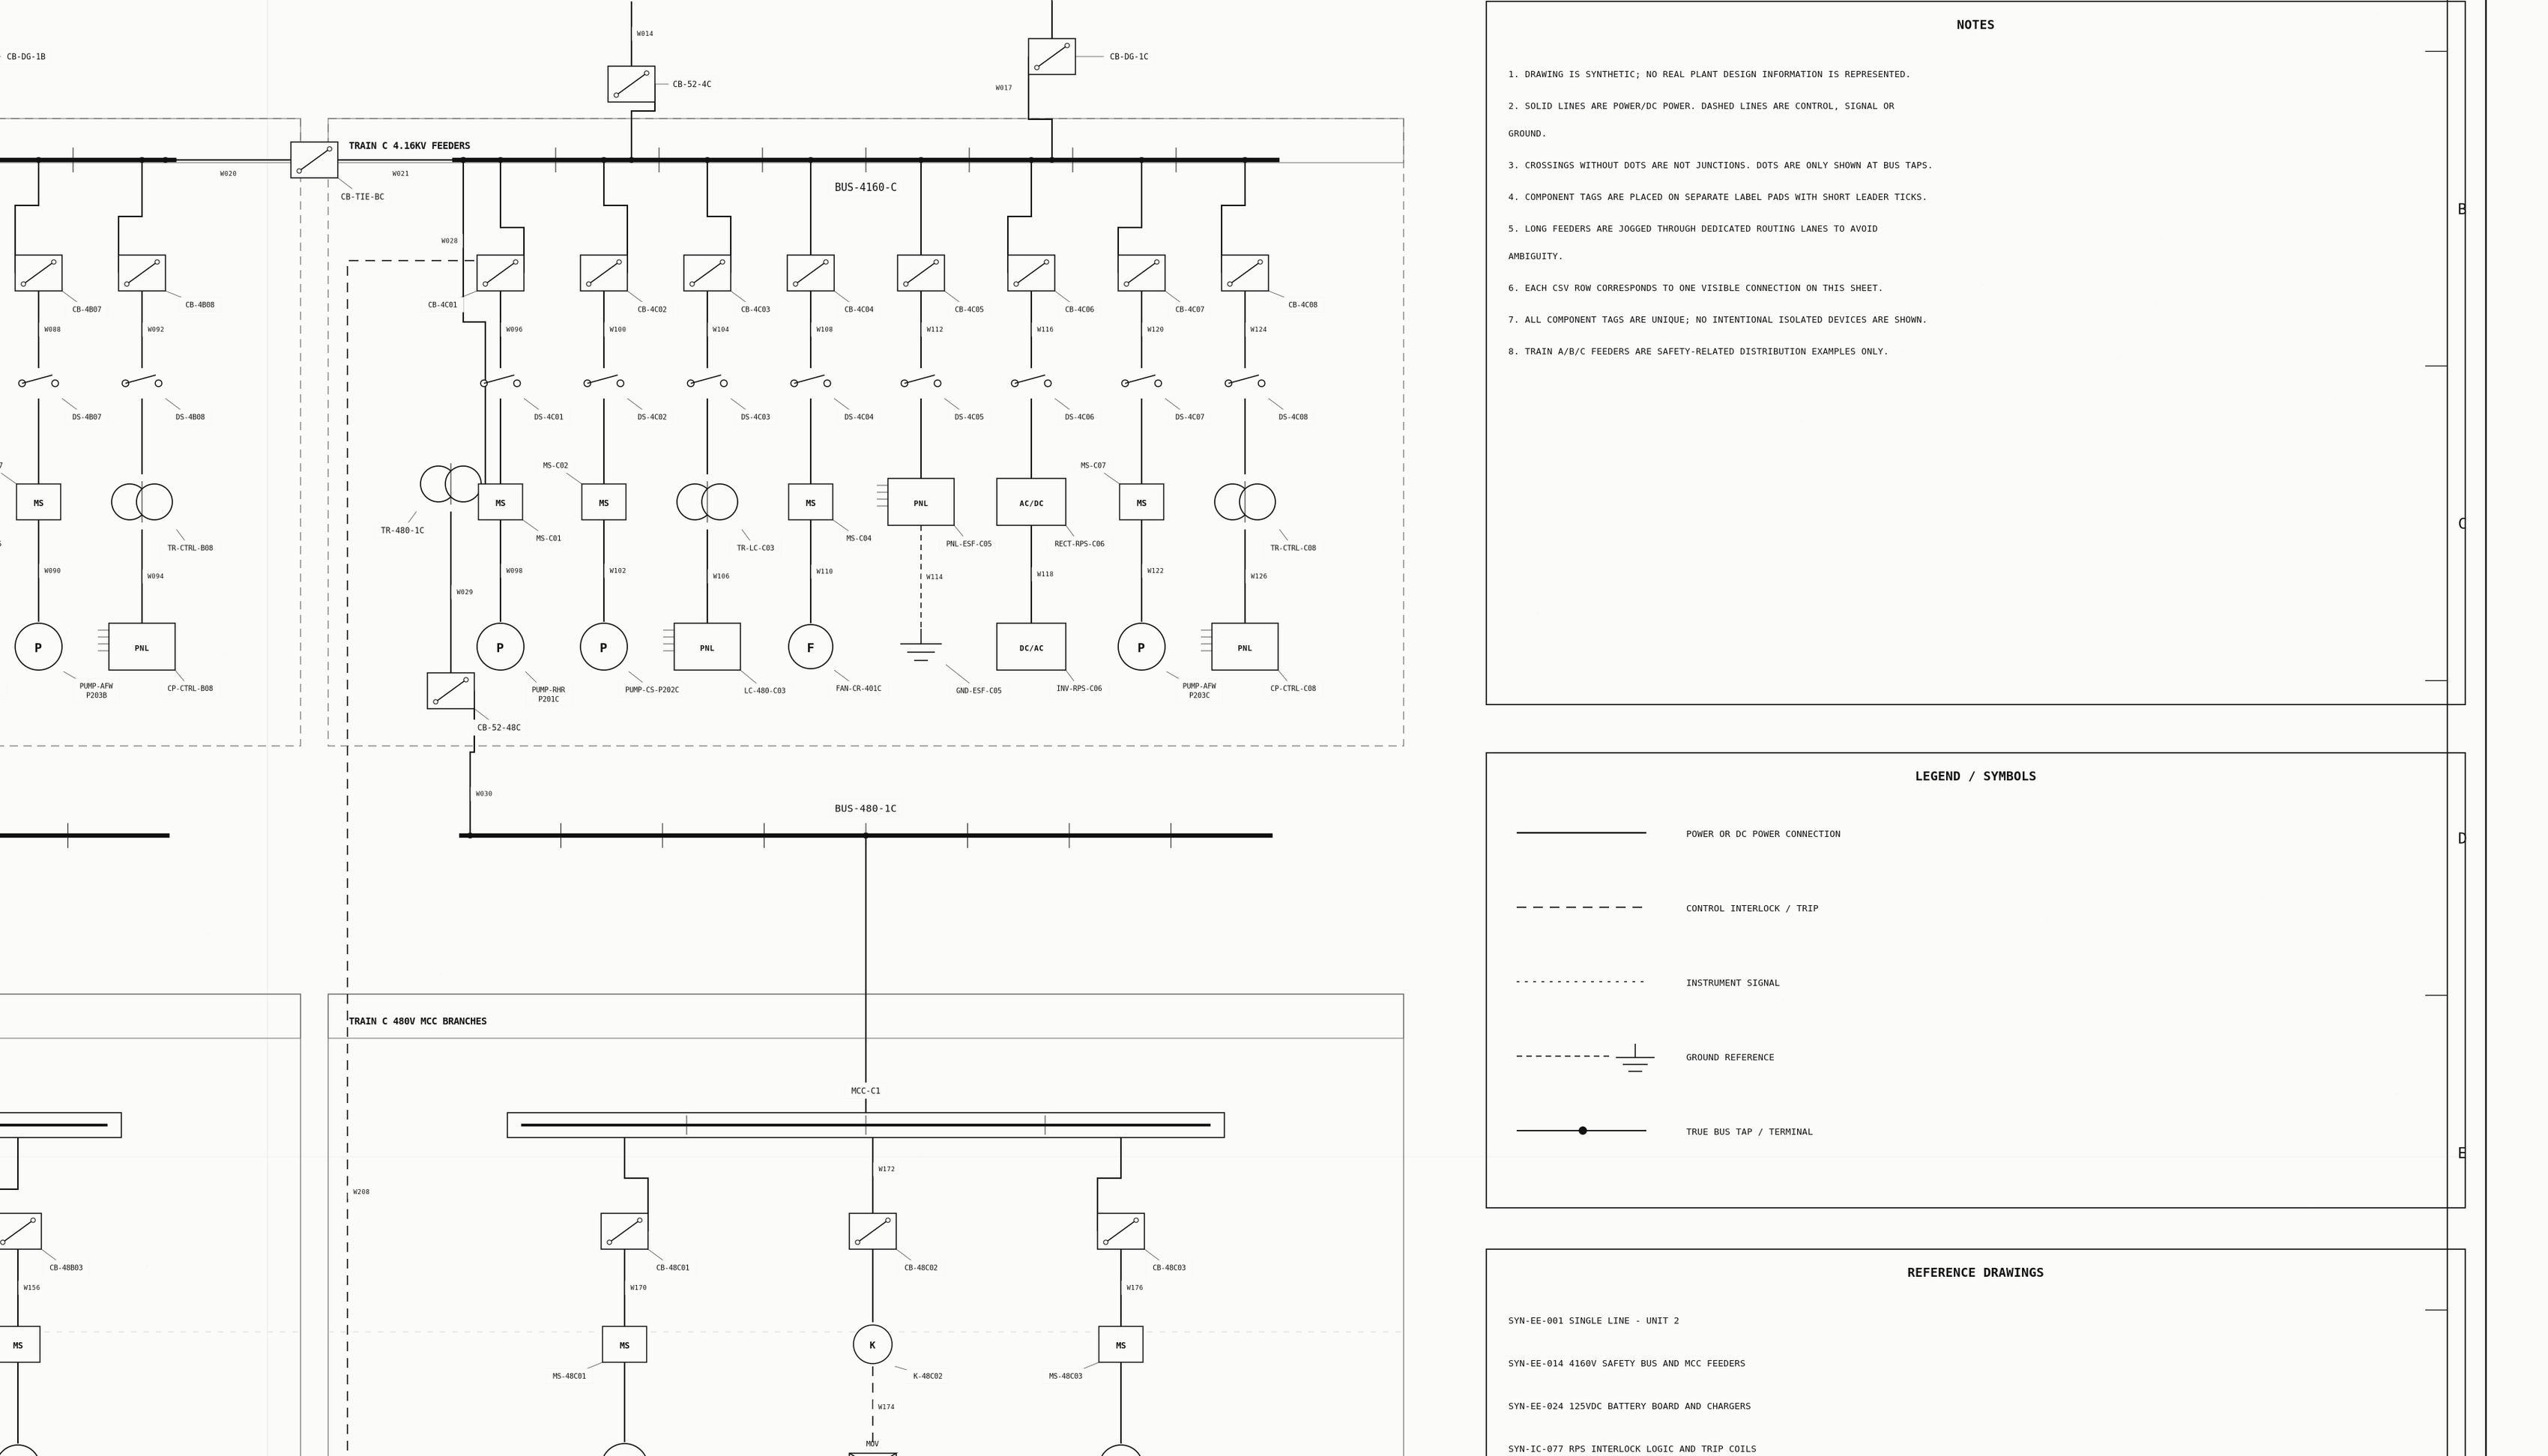 NOTES
1. DRAWING IS SYNTHETIC; NO REAL PLANT DESIGN INFORMATION IS REPRESENTED.
2. SOLID LINES ARE POWER/DC POWER. DASHED LINES ARE CONTROL, SIGNAL OR
GROUND.
3. CROSSINGS WITHOUT DOTS ARE NOT JUNCTIONS. DOTS ARE ONLY SHOWN AT BUS TAPS.
4. COMPONENT TAGS ARE PLACED ON SEPARATE LABEL PADS WITH SHORT LEADER TICKS.
5. LONG FEEDERS ARE JOGGED THROUGH DEDICATED ROUTING LANES TO AVOID
AMBIGUITY.
6. EACH CSV ROW CORRESPONDS TO ONE VISIBLE CONNECTION ON THIS SHEET.
7. ALL COMPONENT TAGS ARE UNIQUE; NO INTENTIONAL ISOLATED DEVICES ARE SHOWN.
8. TRAIN A/B/C FEEDERS ARE SAFETY-RELATED DISTRIBUTION EXAMPLES ONLY.
W014
CB-DG-1B
CB-52-4C
CB-DG-1C
W017
TRAIN C 4.16KV FEEDERS
W020
W021
CB-TIE-BC
BUS-4160-C
B
W028
CB-4B07
CB-4B08
CB-4C01
CB-4C02
CB-4C03
CB-4C04
CB-4C05
CB-4C06
CB-4C07
CB-4C08
W088
W092
W096
W100
W104
W108
W112
W116
W120
W124
DS-4B07
DS-4B08
DS-4C01
DS-4C02
DS-4C03
DS-4C04
DS-4C05
DS-4C06
DS-4C07
DS-4C08
MS-C02
MS-C07
MS
MS
MS
MS
PNL
AC/DC
MS
C
TR-480-1C
MS-C01
MS-C04
TR-CTRL-B08
TR-LC-C03
PNL-ESF-C05
RECT-RPS-C06
TR-CTRL-C08
W090
W094
W098
W102
W106
W110
W114
W118
W122
W126
W029
P
PNL
P
P
PNL
F
DC/AC
P
PNL
PUMP-AFW
P203B
CP-CTRL-B08
PUMP-RHR
P201C
PUMP-CS-P202C
LC-480-C03
FAN-CR-401C
GND-ESF-C05
INV-RPS-C06
PUMP-AFW
P203C
CP-CTRL-C08
CB-52-48C
W030
BUS-480-1C
LEGEND / SYMBOLS
POWER OR DC POWER CONNECTION
D
CONTROL INTERLOCK / TRIP
INSTRUMENT SIGNAL
GROUND REFERENCE
TRUE BUS TAP / TERMINAL
E
TRAIN C 480V MCC BRANCHES
MCC-C1
W172
W208
CB-48B03
CB-48C01
CB-48C02
CB-48C03
W156
W170
W176
MS
MS
K
MS
MS-48C01
K-48C02
MS-48C03
W174
MOV
REFERENCE DRAWINGS
SYN-EE-001 SINGLE LINE - UNIT 2
SYN-EE-014 4160V SAFETY BUS AND MCC FEEDERS
SYN-EE-024 125VDC BATTERY BOARD AND CHARGERS
SYN-IC-077 RPS INTERLOCK LOGIC AND TRIP COILS